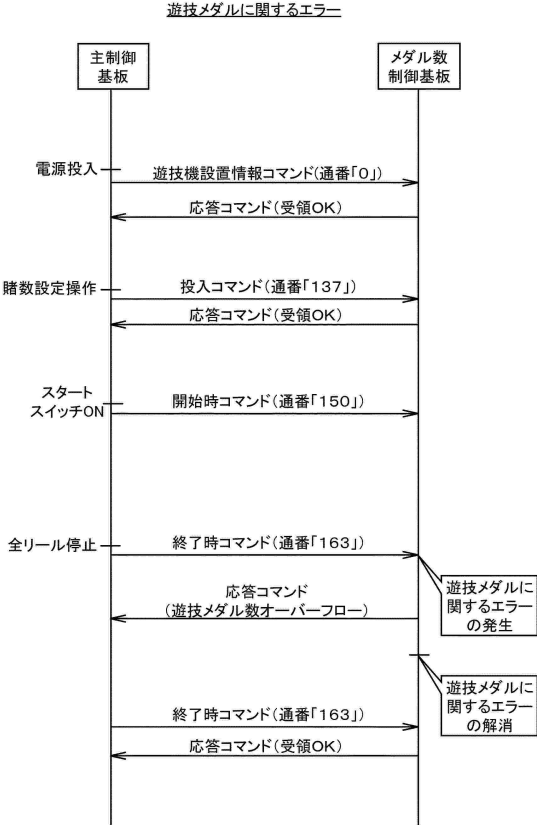 遊技メダルに関するエラー
主制御
基板
メダル数
制御基板
電源投入
遊技機設置情報コマンド(通番「0」)
応答コマンド(受領OK)
賭数設定操作
投入コマンド(通番「137」)
応答コマンド(受領OK)
スタート
スイッチON
開始時コマンド(通番「150」)
全リール停止
終了時コマンド(通番「163」)
遊技メダルに
関するエラー
の発生
応答コマンド
(遊技メダル数オーバーフロー)
遊技メダルに
関するエラー
の解消
終了時コマンド(通番「163」)
応答コマンド(受領OK)